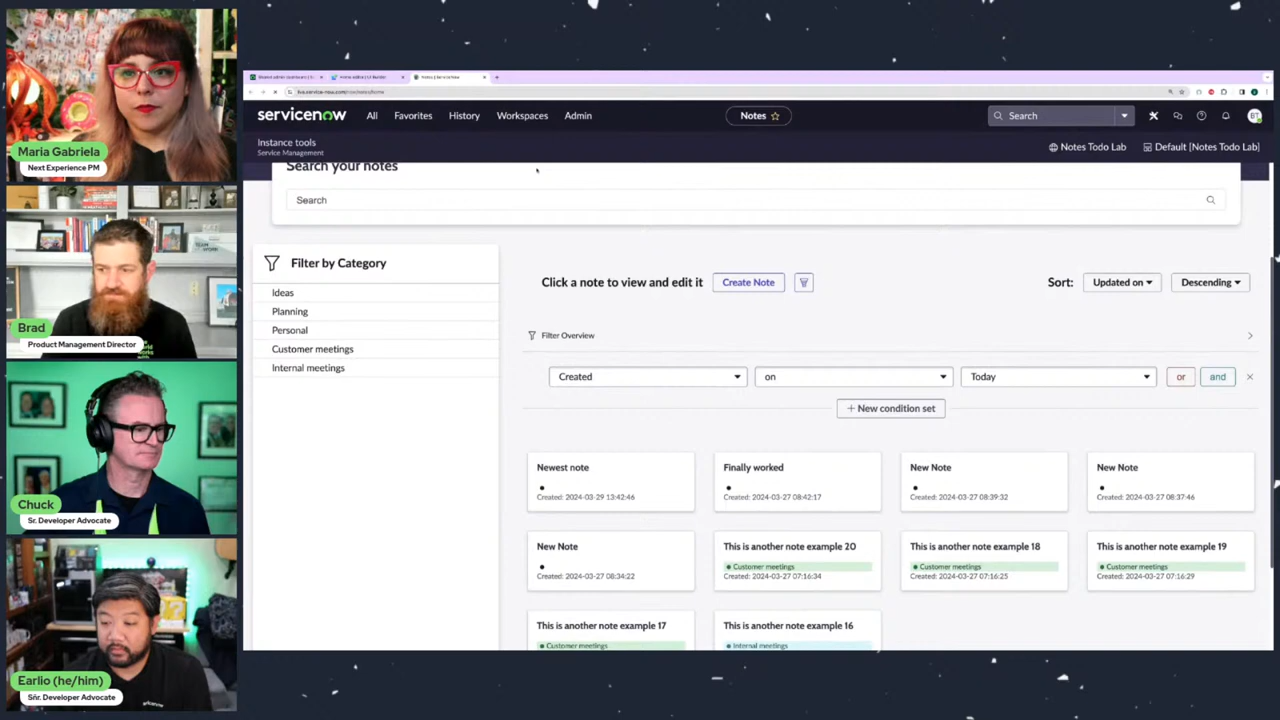 Maria Gabriela
Next Experience PM
Brad
Product Management Director
Chuck
Sr. Developer Advocate
Earlio (he/him)
Sñr. Developer Advocate
Notes | ServiceNow
servicenow
All
Favorites
History
Workspaces
Admin
Notes
Search
BT
Instance tools
Service Management
Notes Todo Lab
Default [Notes Todo Lab]
Search your notes
Search
Filter by Category
Ideas
Planning
Personal
Customer meetings
Internal meetings
Click a note to view and edit it
Create Note
Sort:
Updated on
Descending
Filter Overview
Created
on
Today
or
and
+ New condition set
Newest note
Created: 2024-03-29 13:42:46
Finally worked
Created: 2024-03-27 08:42:17
New Note
Created: 2024-03-27 08:39:32
New Note
Created: 2024-03-27 08:37:46
New Note
Created: 2024-03-27 08:34:22
This is another note example 20
Customer meetings
Created: 2024-03-27 07:16:34
This is another note example 18
Customer meetings
Created: 2024-03-27 07:16:25
This is another note example 19
Customer meetings
Created: 2024-03-27 07:16:29
This is another note example 17
Customer meetings
This is another note example 16
Internal meetings